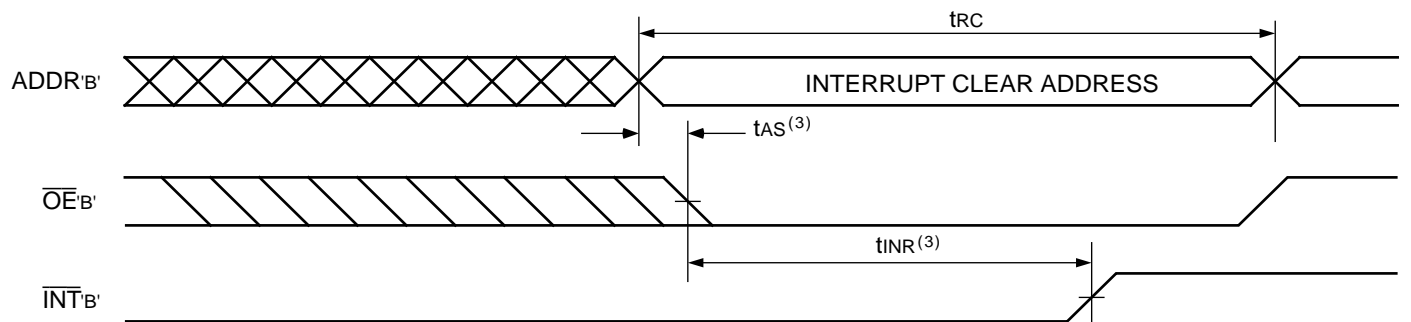 tRC
ADDR'B'
INTERRUPT CLEAR ADDRESS
tAS(3)
OE'B'
tINR(3)
INT'B'